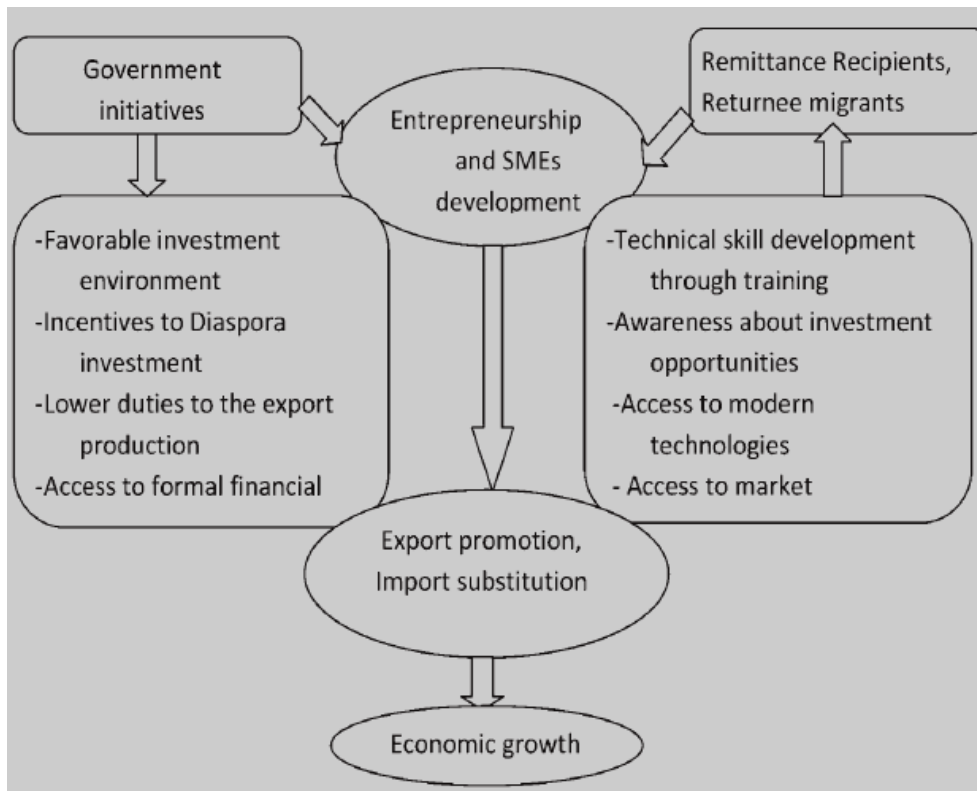 Government
initiatives
Entrepreneurship
and SMEs
development
Remittance Recipients,
Returnee migrants
-Favorable investment
environment
-Incentives to Diaspora
investment
-Lower duties to the export
production
-Access to formal financial
-Technical skill development
through training
-Awareness about investment
opportunities
-Access to modern
technologies
- Access to market
Export promotion,
Import substitution
Economic growth